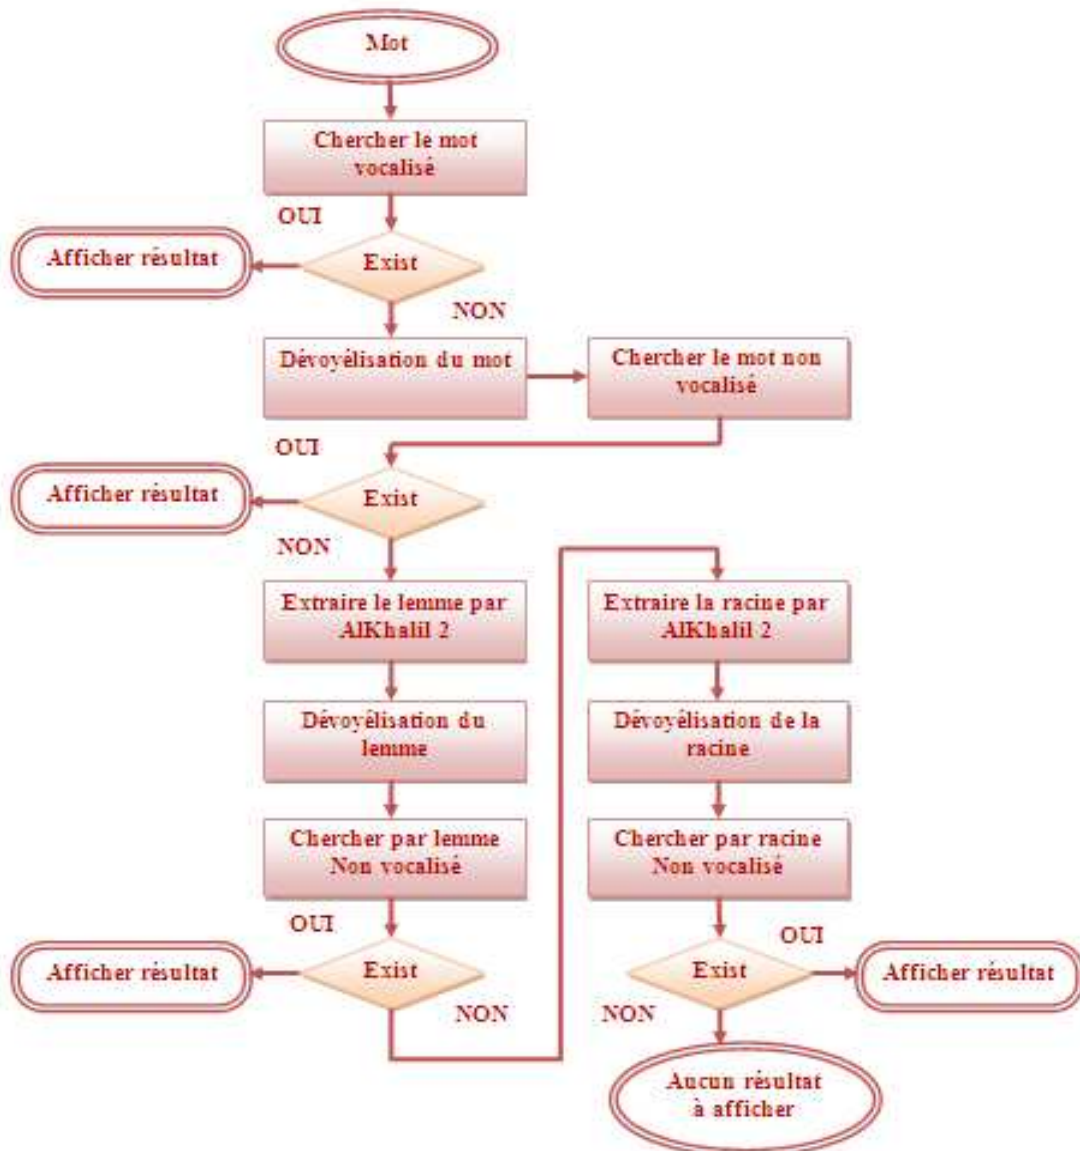 Mot
Chercher le mot
vocalisé
OUI
Afficher résultat
Exist
NON
Dévoyélisation du mot
Chercher le mot non
vocalisé
OUI
Afficher résultat
Exist
NON
Extraire le lemme par
AlKhalil 2
Dévoyélisation du
lemme
Chercher par lemme
Non vocalisé
OUI
Afficher résultat
Exist
NON
Extraire la racine par
AlKhalil 2
Dévoyélisation de la
racine
Chercher par racine
Non vocalisé
OUI
Exist
Afficher résultat
NON
Aucun résultat
à afficher